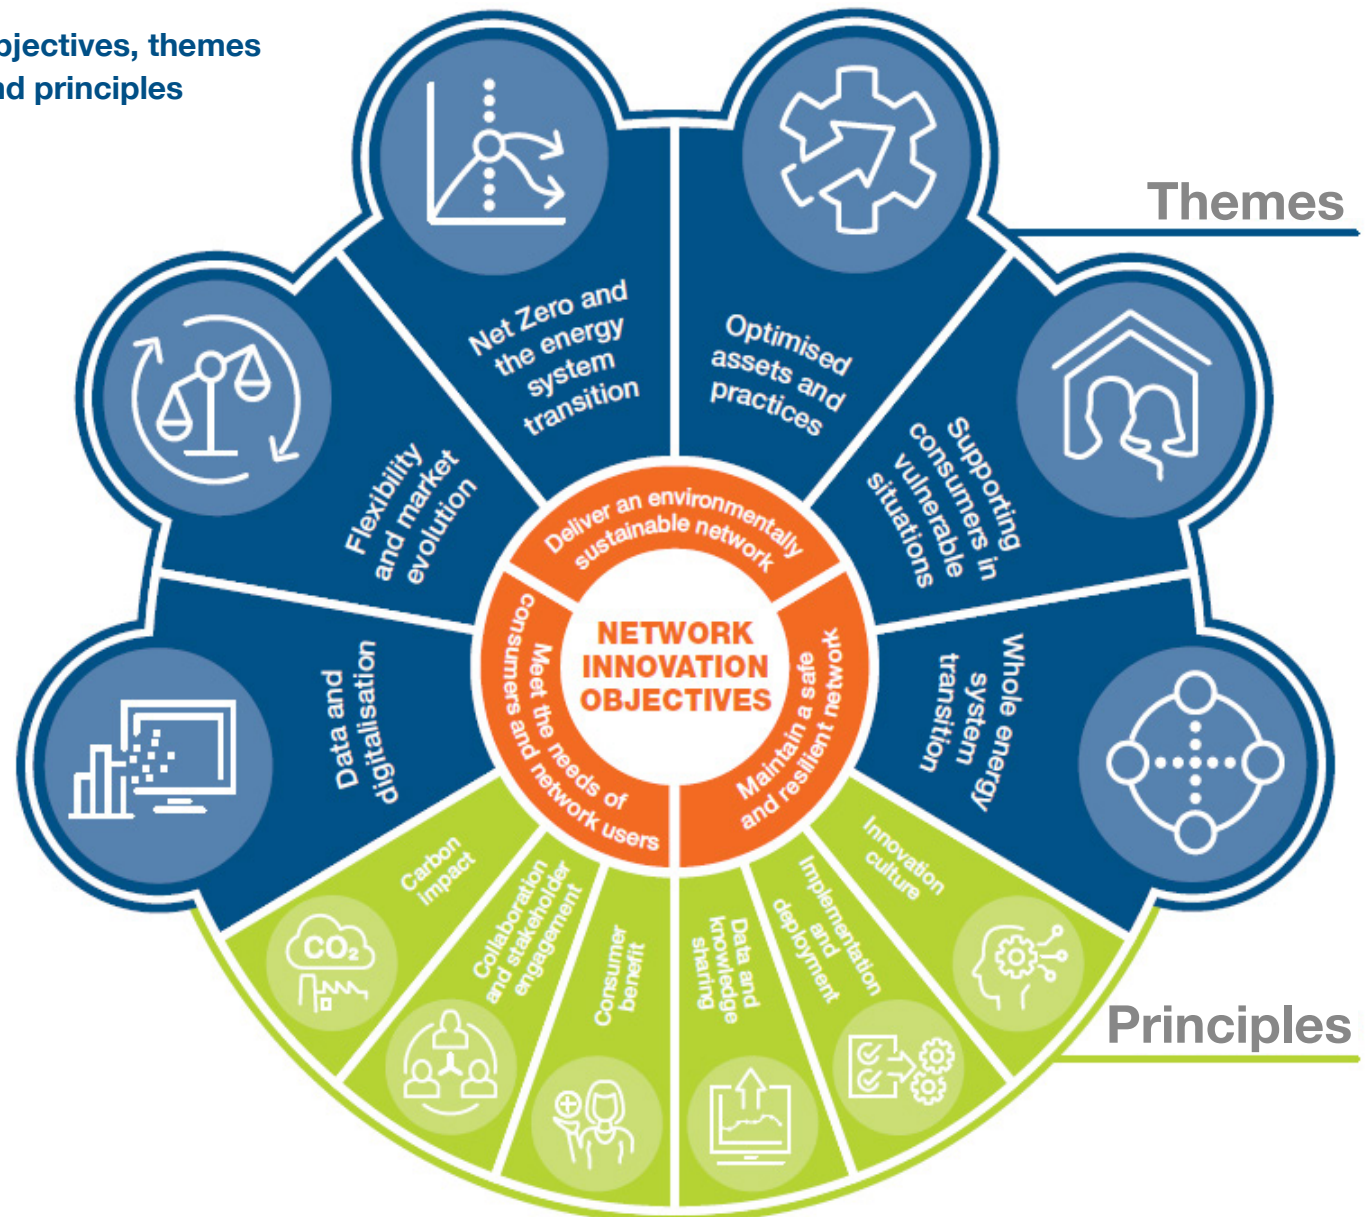 bjectives, themes
nd principles
Themes
Net Zero and
the energy
system
transition
Optimised
assets and
practices
Flexibility
and market
evolution
Supporting
consumers in
vulnerable
situations
Data and
digitalisation
Whole energy
system
transition
Deliver an environmentally
sustainable network
Meet the needs of
consumers and network users
Maintain a safe
and resilient network
NETWORK
INNOVATION
OBJECTIVES
Carbon
impact
Collaboration
and stakeholder
engagement
Consumer
benefit
Data and
knowledge
sharing
Implementation
and
deployment
Innovation
culture
CO₂
Principles